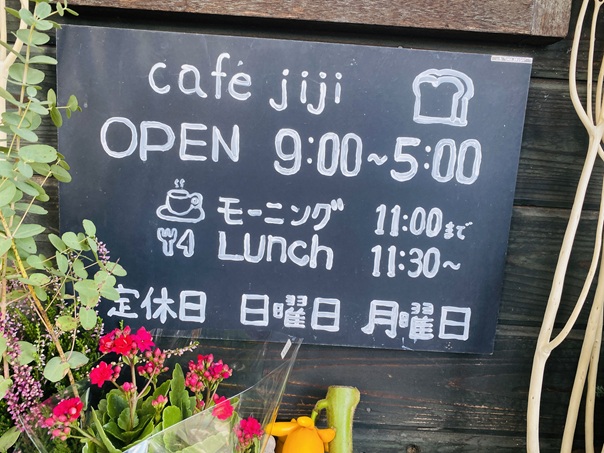 café jiji
OPEN 9:00~5:00
モーニング 11:00まで
Lunch 11:30~
定休日 日曜日 月曜日